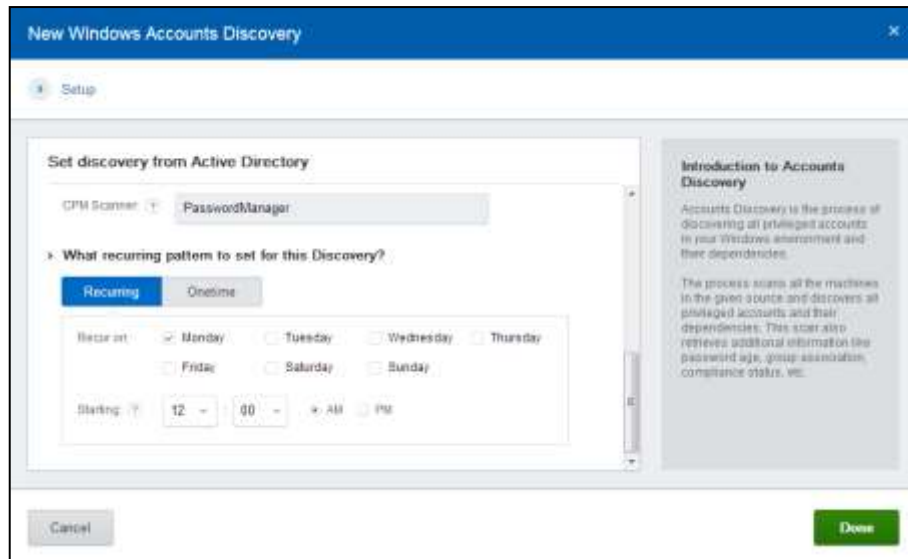 New Windows Accounts Discovery
Setup
Set discovery from Active Directory
CPM Scanner: ? PasswordManager
What recurring pattern to set for this Discovery?
Recurring Onetime
Recur on: Monday Tuesday Wednesday Thursday
Friday Saturday Sunday
Starting: ? 12 : 00 AM PM
Introduction to Accounts
Discovery
Accounts Discovery is the process of
discovering all privileged accounts
in your Windows environment and
their dependencies.
The process scans all the machines
in the given source and discovers all
privileged accounts and their
dependencies. This scan also
retrieves additional information like
password age, group association,
compliance status, etc.
Cancel Done